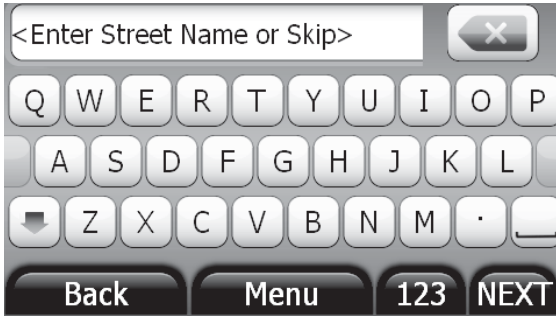 <Enter Street Name or Skip>
Q W E R T Y U I O P
A S D F G H J K L
Z X C V B N M .
Back Menu 123 NEXT